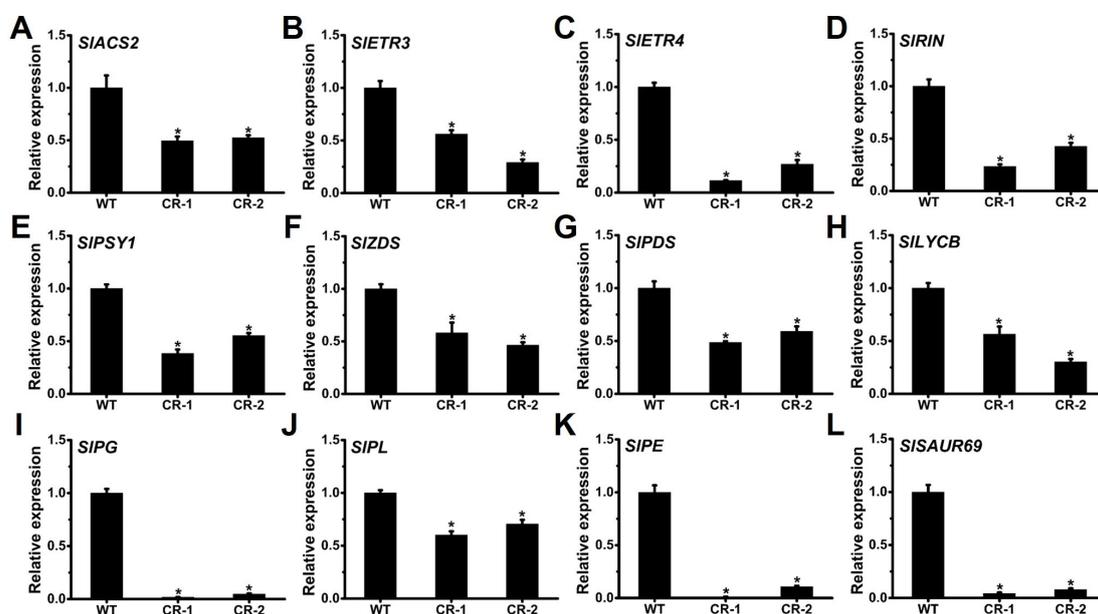 A
SlACS2
Relative expression
1.5
1.0
0.5
0.0
*
*
WT CR-1 CR-2
B
SlETR3
Relative expression
1.5
1.0
0.5
0.0
*
*
WT CR-1 CR-2
C
SlETR4
Relative expression
1.5
1.0
0.5
0.0
*
*
WT CR-1 CR-2
D
SlRIN
Relative expression
1.5
1.0
0.5
0.0
*
*
WT CR-1 CR-2
E
SlPSY1
Relative expression
1.5
1.0
0.5
0.0
*
*
WT CR-1 CR-2
F
SlZDS
Relative expression
1.5
1.0
0.5
0.0
*
*
WT CR-1 CR-2
G
SlPDS
Relative expression
1.5
1.0
0.5
0.0
*
*
WT CR-1 CR-2
H
SlLYCB
Relative expression
1.5
1.0
0.5
0.0
*
*
WT CR-1 CR-2
I
SlPG
Relative expression
1.5
1.0
0.5
0.0
*
*
WT CR-1 CR-2
J
SlPL
Relative expression
1.5
1.0
0.5
0.0
*
*
WT CR-1 CR-2
K
SlPE
Relative expression
1.5
1.0
0.5
0.0
*
*
WT CR-1 CR-2
L
SlSAUR69
Relative expression
1.5
1.0
0.5
0.0
*
*
WT CR-1 CR-2